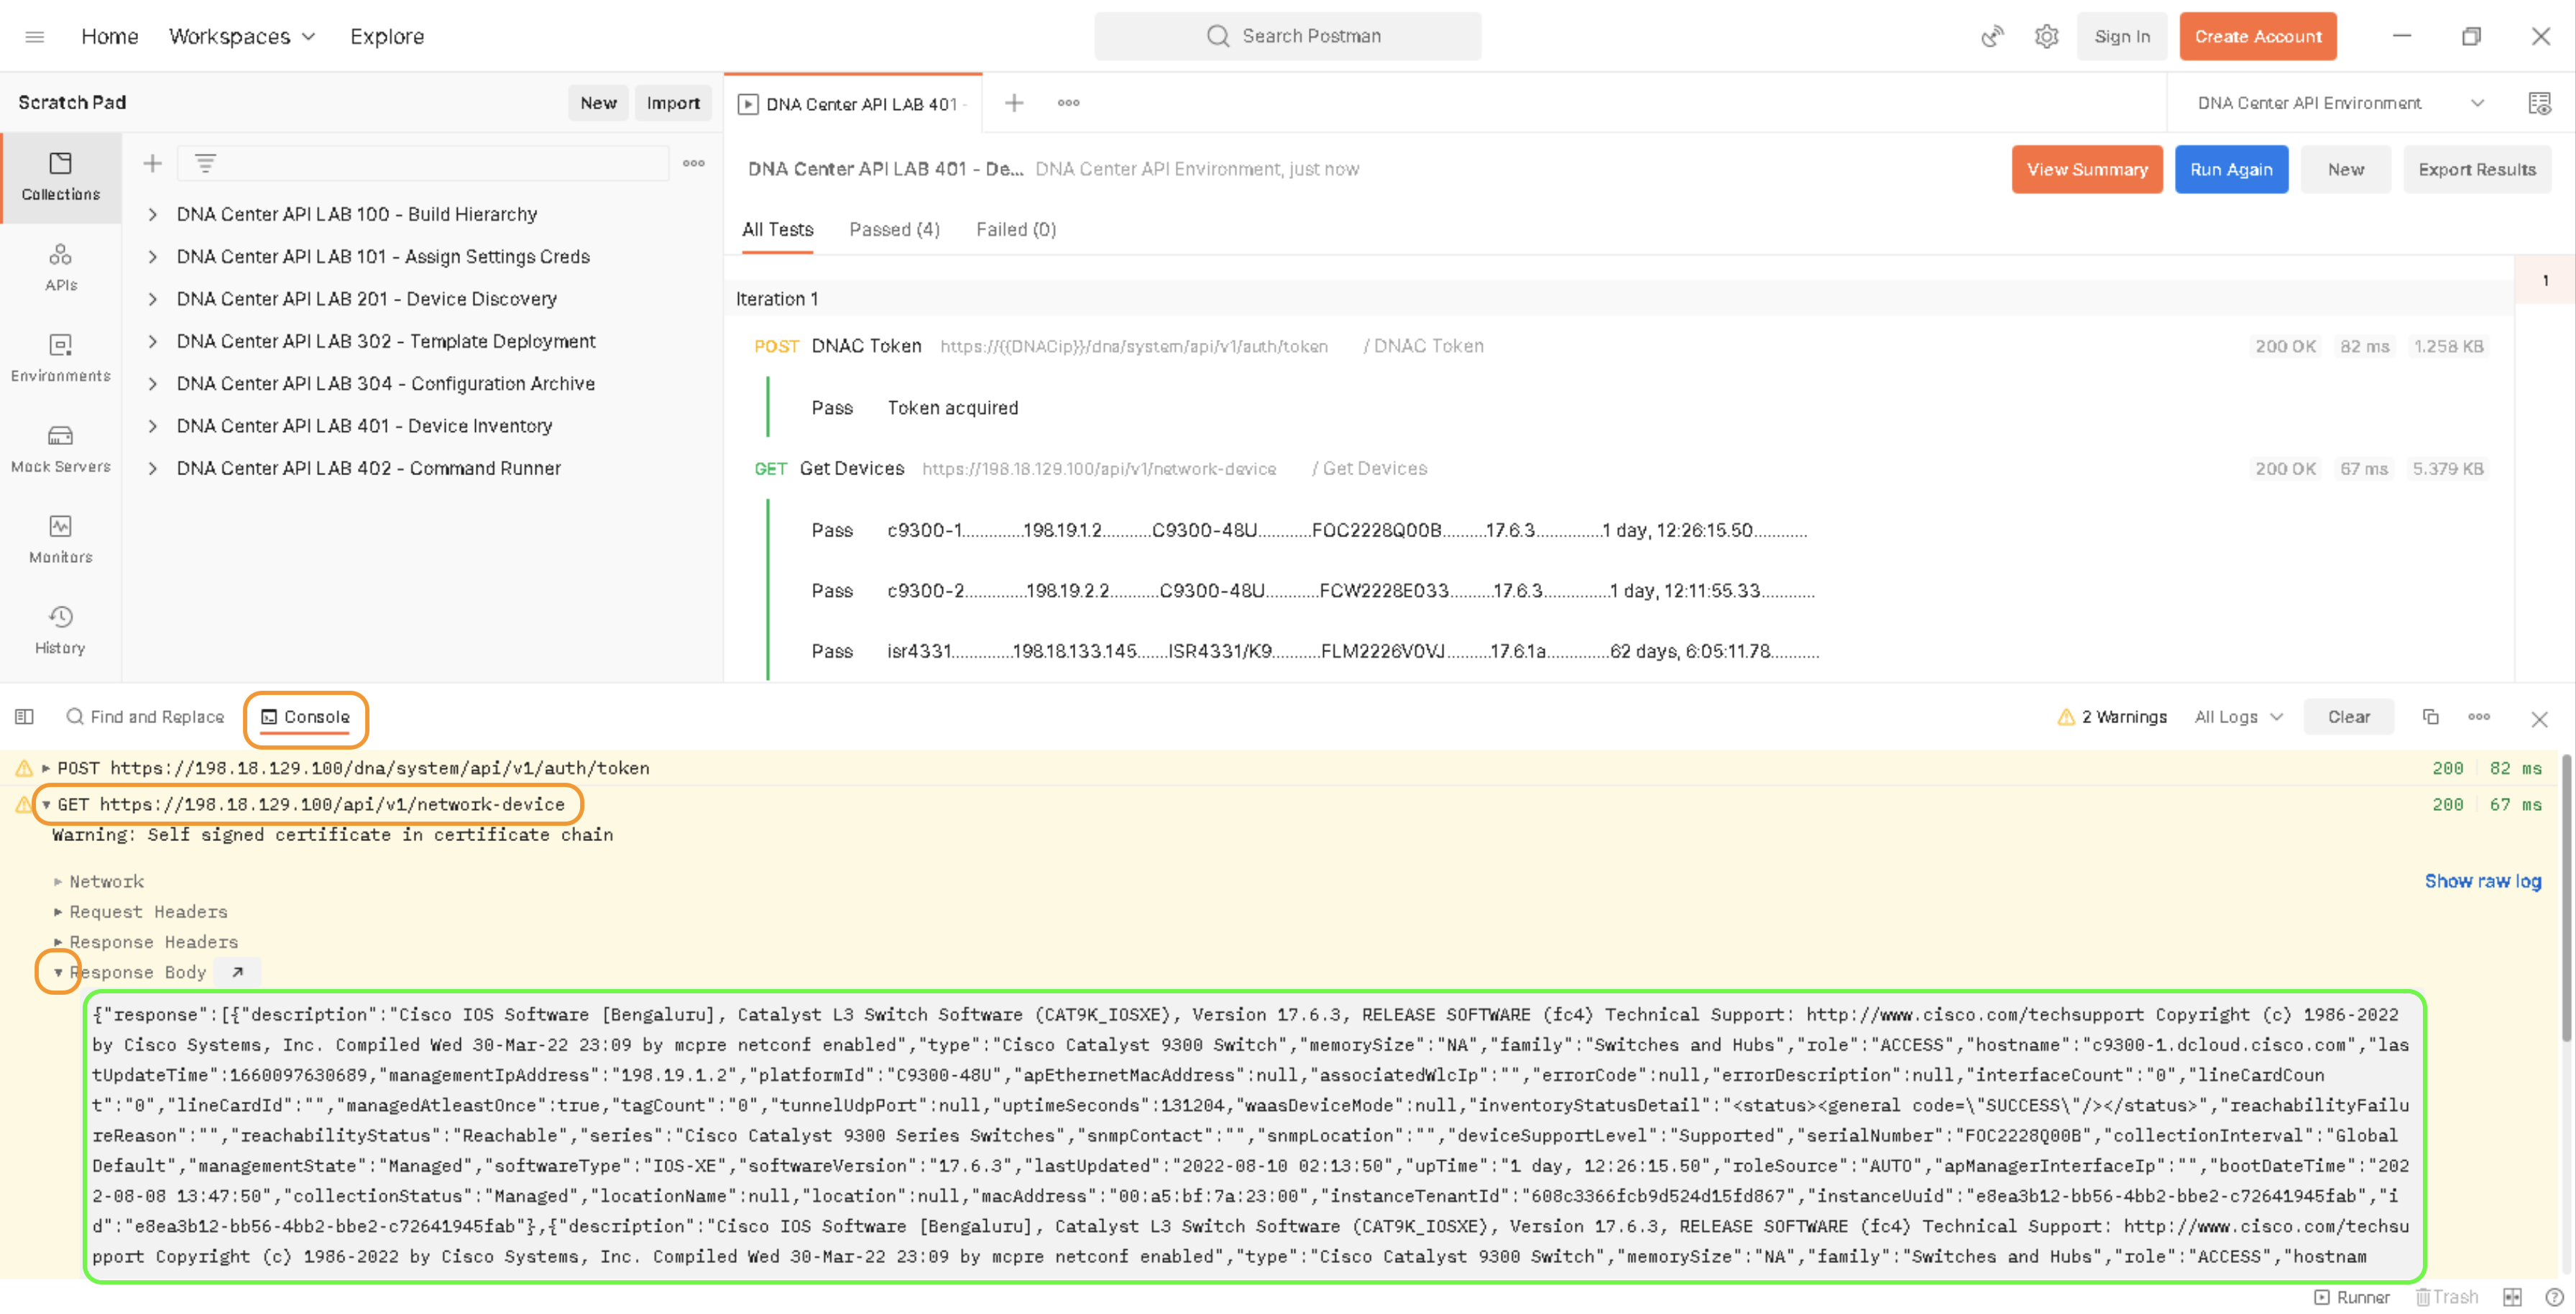 Home Workspaces Explore Search Postman Sign In Create Account
Scratch Pad New Import
DNA Center API LAB 401 - DNA Center API Environment
Collections
APIs
Environments
Mock Servers
Monitors
History
DNA Center API LAB 100 - Build Hierarchy
DNA Center API LAB 101 - Assign Settings Creds
DNA Center API LAB 201 - Device Discovery
DNA Center API LAB 302 - Template Deployment
DNA Center API LAB 304 - Configuration Archive
DNA Center API LAB 401 - Device Inventory
DNA Center API LAB 402 - Command Runner
DNA Center API LAB 401 - De... DNA Center API Environment, just now View Summary Run Again New Export Results
All Tests Passed (4) Failed (0)
1
Iteration 1
POST DNAC Token https://{{DNACip}}/dna/system/api/v1/auth/token / DNAC Token 200 OK 82 ms 1.258 KB
Pass Token acquired
GET Get Devices https://198.18.129.100/api/v1/network-device / Get Devices 200 OK 67 ms 5.379 KB
Pass c9300-1.............198.19.1.2..........C9300-48U...........FOC2228Q00B.........17.6.3..............1 day, 12:26:15.50...........
Pass c9300-2.............198.19.2.2..........C9300-48U...........FCW2228E033.........17.6.3..............1 day, 12:11:55.33...........
Pass isr4331.............198.18.133.145......ISR4331/K9..........FLM2226V0VJ.........17.6.1a.............62 days, 6:05:11.78..........
Find and Replace Console 2 Warnings All Logs Clear
POST https://198.18.129.100/dna/system/api/v1/auth/token 200 82 ms
GET https://198.18.129.100/api/v1/network-device 200 67 ms
Warning: Self signed certificate in certificate chain
Network Show raw log
Request Headers
Response Headers
Response Body
{"response":[{"description":"Cisco IOS Software [Bengaluru], Catalyst L3 Switch Software (CAT9K_IOSXE), Version 17.6.3, RELEASE SOFTWARE (fc4) Technical Support: http://www.cisco.com/techsupport Copyright (c) 1986-2022
by Cisco Systems, Inc. Compiled Wed 30-Mar-22 23:09 by mcpre netconf enabled","type":"Cisco Catalyst 9300 Switch","memorySize":"NA","family":"Switches and Hubs","role":"ACCESS","hostname":"c9300-1.dcloud.cisco.com","las
tUpdateTime":1660097630689,"managementIpAddress":"198.19.1.2","platformId":"C9300-48U","apEthernetMacAddress":null,"associatedWlcIp":"","errorCode":null,"errorDescription":null,"interfaceCount":"0","lineCardCoun
t":"0","lineCardId":"","managedAtleastOnce":true,"tagCount":"0","tunnelUdpPort":null,"uptimeSeconds":131204,"waasDeviceMode":null,"inventoryStatusDetail":"<status><general code=\"SUCCESS\"/></status>","reachabilityFailu
reReason":"","reachabilityStatus":"Reachable","series":"Cisco Catalyst 9300 Series Switches","snmpContact":"","snmpLocation":"","deviceSupportLevel":"Supported","serialNumber":"FOC2228Q00B","collectionInterval":"Global
Default","managementState":"Managed","softwareType":"IOS-XE","softwareVersion":"17.6.3","lastUpdated":"2022-08-10 02:13:50","upTime":"1 day, 12:26:15.50","roleSource":"AUTO","apManagerInterfaceIp":"","bootDateTime":"202
2-08-08 13:47:50","collectionStatus":"Managed","locationName":null,"location":null,"macAddress":"00:a5:bf:7a:23:00","instanceTenantId":"608c3366fcb9d524d15fd867","instanceUuid":"e8ea3b12-bb56-4bb2-bbe2-c72641945fab","i
d":"e8ea3b12-bb56-4bb2-bbe2-c72641945fab"},{"description":"Cisco IOS Software [Bengaluru], Catalyst L3 Switch Software (CAT9K_IOSXE), Version 17.6.3, RELEASE SOFTWARE (fc4) Technical Support: http://www.cisco.com/techsu
pport Copyright (c) 1986-2022 by Cisco Systems, Inc. Compiled Wed 30-Mar-22 23:09 by mcpre netconf enabled","type":"Cisco Catalyst 9300 Switch","memorySize":"NA","family":"Switches and Hubs","role":"ACCESS","hostnam
Runner Trash